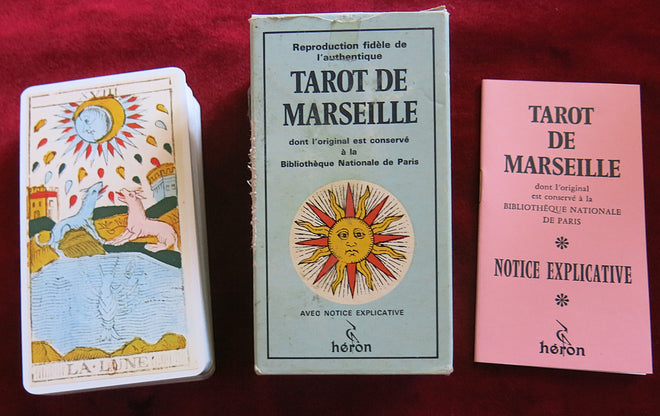 XVIII
LA·LUNE
Reproduction fidèle de
l'authentique
TAROT DE
MARSEILLE
dont l'original est conservé
à la
Bibliothèque Nationale de Paris
AVEC NOTICE EXPLICATIVE
héron
TAROT
DE
MARSEILLE
dont l'original
est conservé à la
BIBLIOTHÈQUE NATIONALE
DE PARIS
NOTICE EXPLICATIVE
héron